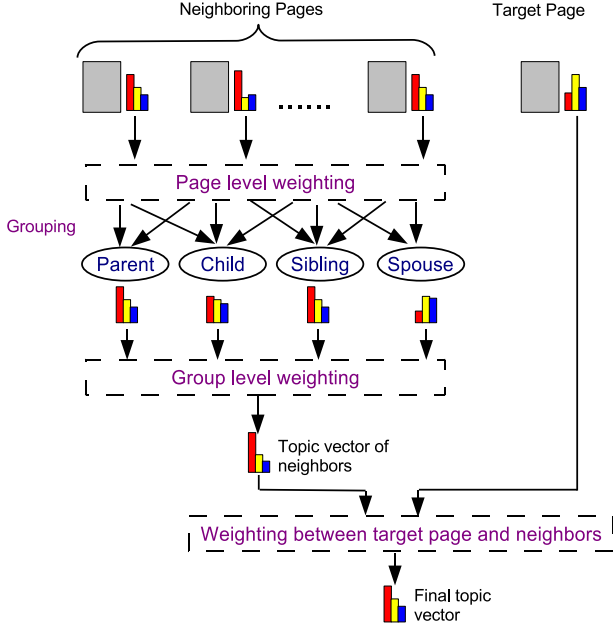 Neighboring Pages
Target Page
......
Page level weighting
Grouping
Parent
Child
Sibling
Spouse
Group level weighting
Topic vector of
neighbors
Weighting between target page and neighbors
Final topic
vector